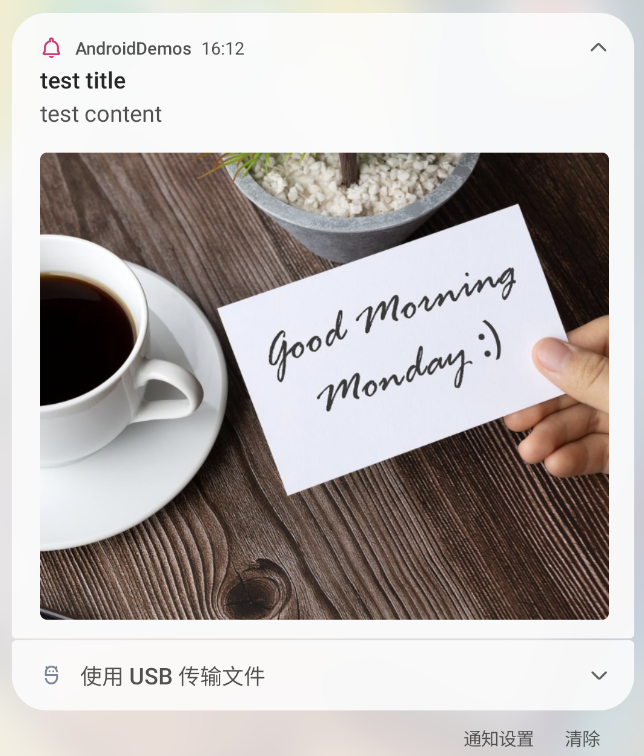 AndroidDemos 16:12
test title
test content
Good Morning
Monday :)
使用 USB 传输文件
通知设置 清除